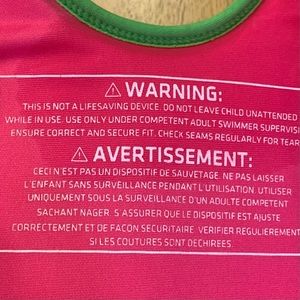 ⚠ WARNING:
THIS IS NOT A LIFESAVING DEVICE. DO NOT LEAVE CHILD UNATTENDED
WHILE IN USE. USE ONLY UNDER COMPETENT ADULT SWIMMER SUPERVISI
ENSURE CORRECT AND SECURE FIT. CHECK SEAMS REGULARLY FOR TEAR
⚠ AVERTISSEMENT:
CECI N'EST PAS UN DISPOSITIF DE SAUVETAGE. NE PAS LAISSER
L'ENFANT SANS SURVEILLANCE PENDANT L'UTILISATION. UTILISER
UNIQUEMENT SOUS LA SURVEILLANCE D'UN ADULTE COMPETENT
SACHANT NAGER. S'ASSURER QUE LE DISPOSITIF EST AJUSTE
CORRECTEMENT ET DE FACON SECURITAIRE. VERIFIER REGULIEREMENT
SI LES COUTURES SONT DECHIREES.